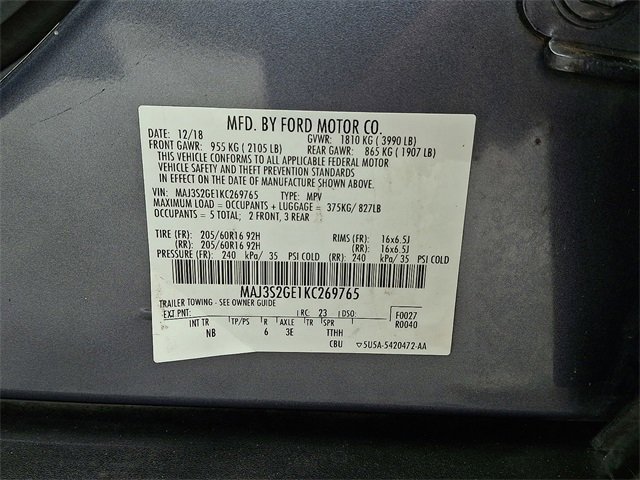 MFD. BY FORD MOTOR CO.
DATE: 12/18 GVWR: 1810 KG ( 3990 LB)
FRONT GAWR: 955 KG ( 2105 LB) REAR GAWR: 865 KG ( 1907 LB)
THIS VEHICLE CONFORMS TO ALL APPLICABLE FEDERAL MOTOR
VEHICLE SAFETY AND THEFT PREVENTION STANDARDS
IN EFFECT ON THE DATE OF MANUFACTURE SHOWN ABOVE.
VIN: MAJ3S2GE1KC269765 TYPE: MPV
MAXIMUM LOAD = OCCUPANTS + LUGGAGE = 375KG/ 827LB
OCCUPANTS = 5 TOTAL; 2 FRONT, 3 REAR
TIRE (FR): 205/60R16 92H RIMS (FR): 16x6.5J
(RR): 205/60R16 92H (RR): 16x6.5J
PRESSURE (FR): 240 kPa/ 35 PSI COLD (RR): 240 kPa/ 35 PSI COLD
MAJ3S2GE1KC269765
TRAILER TOWING - SEE OWNER GUIDE
EXT PNT: RC: 23 DSO: F0027
R0040
INT TR TP/PS R AXLE TR SPR
NB 6 3E TTHH
CBU ▽5U5A-5420472-AA